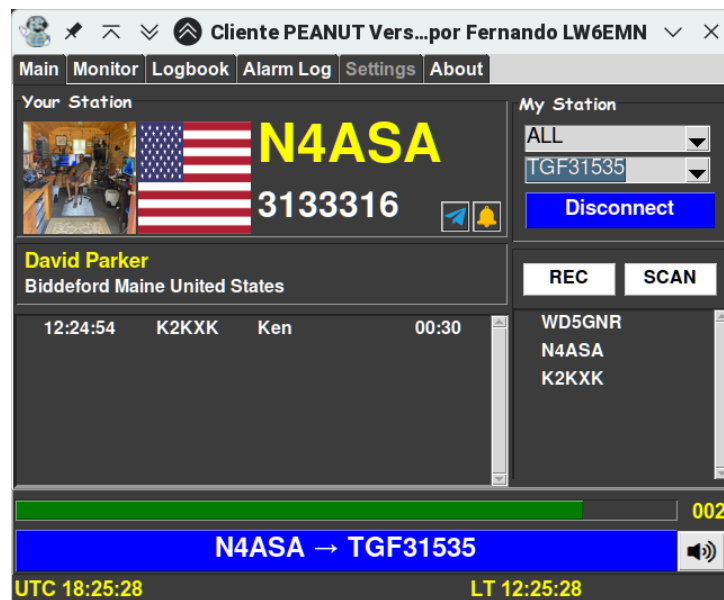 Cliente PEANUT Vers...por Fernando LW6EMN
Main Monitor Logbook Alarm Log Settings About
Your Station
N4ASA
3133316
David Parker
Biddeford Maine United States
12:24:54 K2KXK Ken 00:30
My Station
ALL
TGF31535
Disconnect
REC SCAN
WD5GNR
N4ASA
K2KXK
002
N4ASA → TGF31535
UTC 18:25:28 LT 12:25:28